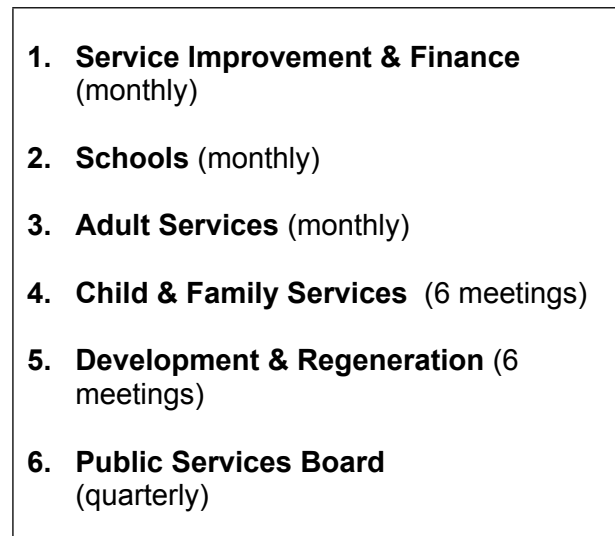 1. Service Improvement & Finance
(monthly)
2. Schools (monthly)
3. Adult Services (monthly)
4. Child & Family Services (6 meetings)
5. Development & Regeneration (6
meetings)
6. Public Services Board
(quarterly)